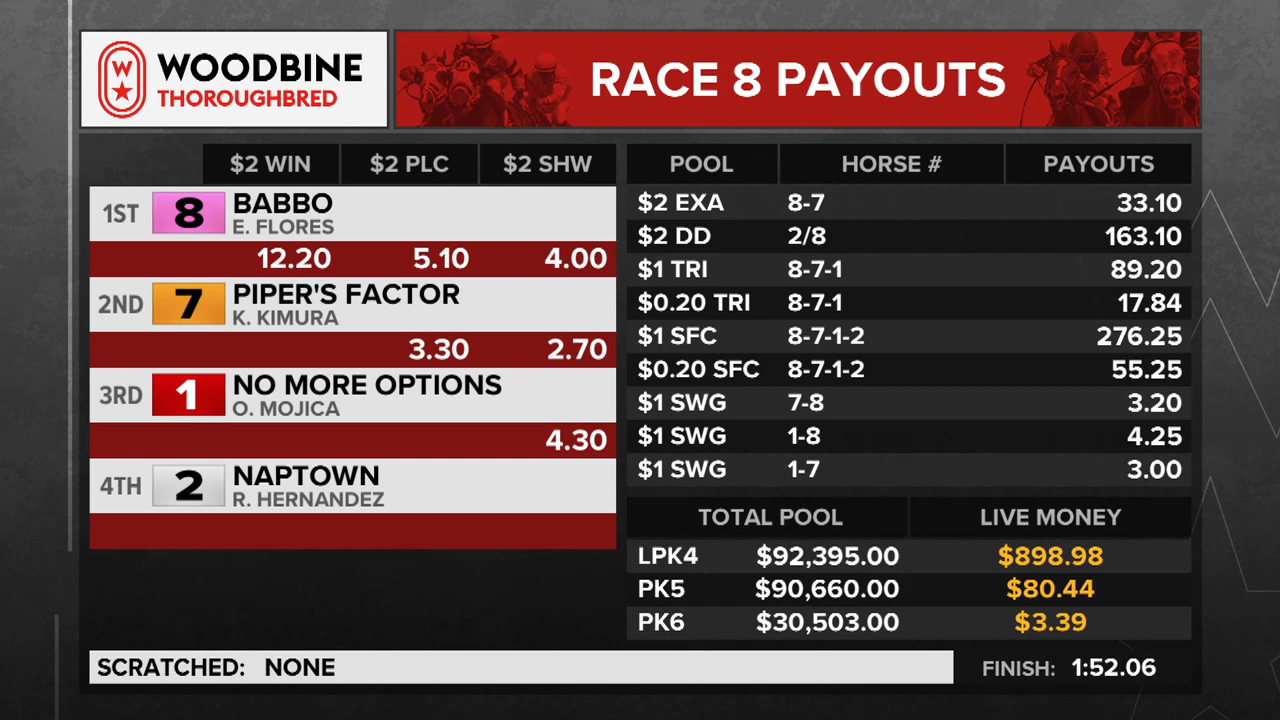 W
WOODBINE
THOROUGHBRED
RACE 8 PAYOUTS
$2 WIN $2 PLC $2 SHW
1ST 8 BABBO
E. FLORES
12.20 5.10 4.00
2ND 7 PIPER'S FACTOR
K. KIMURA
3.30 2.70
3RD 1 NO MORE OPTIONS
O. MOJICA
4.30
4TH 2 NAPTOWN
R. HERNANDEZ
POOL HORSE # PAYOUTS
$2 EXA 8-7 33.10
$2 DD 2/8 163.10
$1 TRI 8-7-1 89.20
$0.20 TRI 8-7-1 17.84
$1 SFC 8-7-1-2 276.25
$0.20 SFC 8-7-1-2 55.25
$1 SWG 7-8 3.20
$1 SWG 1-8 4.25
$1 SWG 1-7 3.00
TOTAL POOL LIVE MONEY
LPK4 $92,395.00 $898.98
PK5 $90,660.00 $80.44
PK6 $30,503.00 $3.39
SCRATCHED: NONE
FINISH: 1:52.06